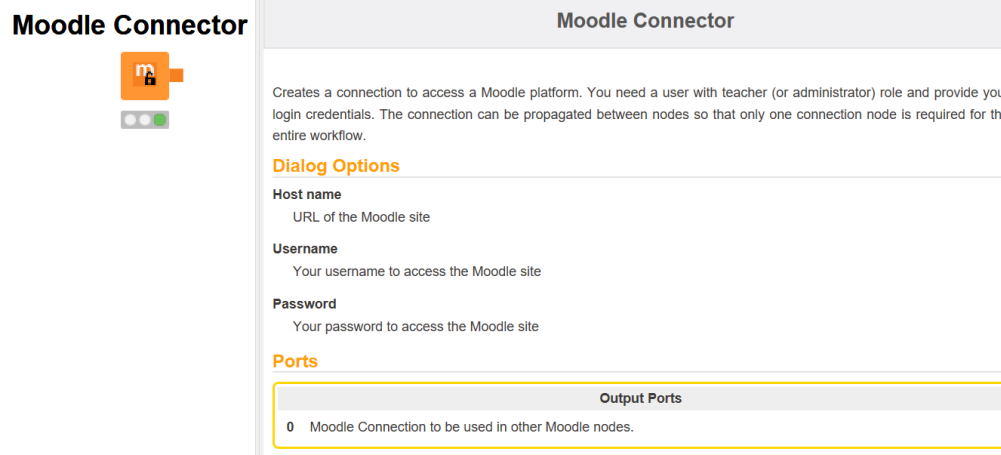 Moodle Connector
m
Moodle Connector
Creates a connection to access a Moodle platform. You need a user with teacher (or administrator) role and provide you
login credentials. The connection can be propagated between nodes so that only one connection node is required for th
entire workflow.
Dialog Options
Host name
URL of the Moodle site
Username
Your username to access the Moodle site
Password
Your password to access the Moodle site
Ports
Output Ports
0 Moodle Connection to be used in other Moodle nodes.